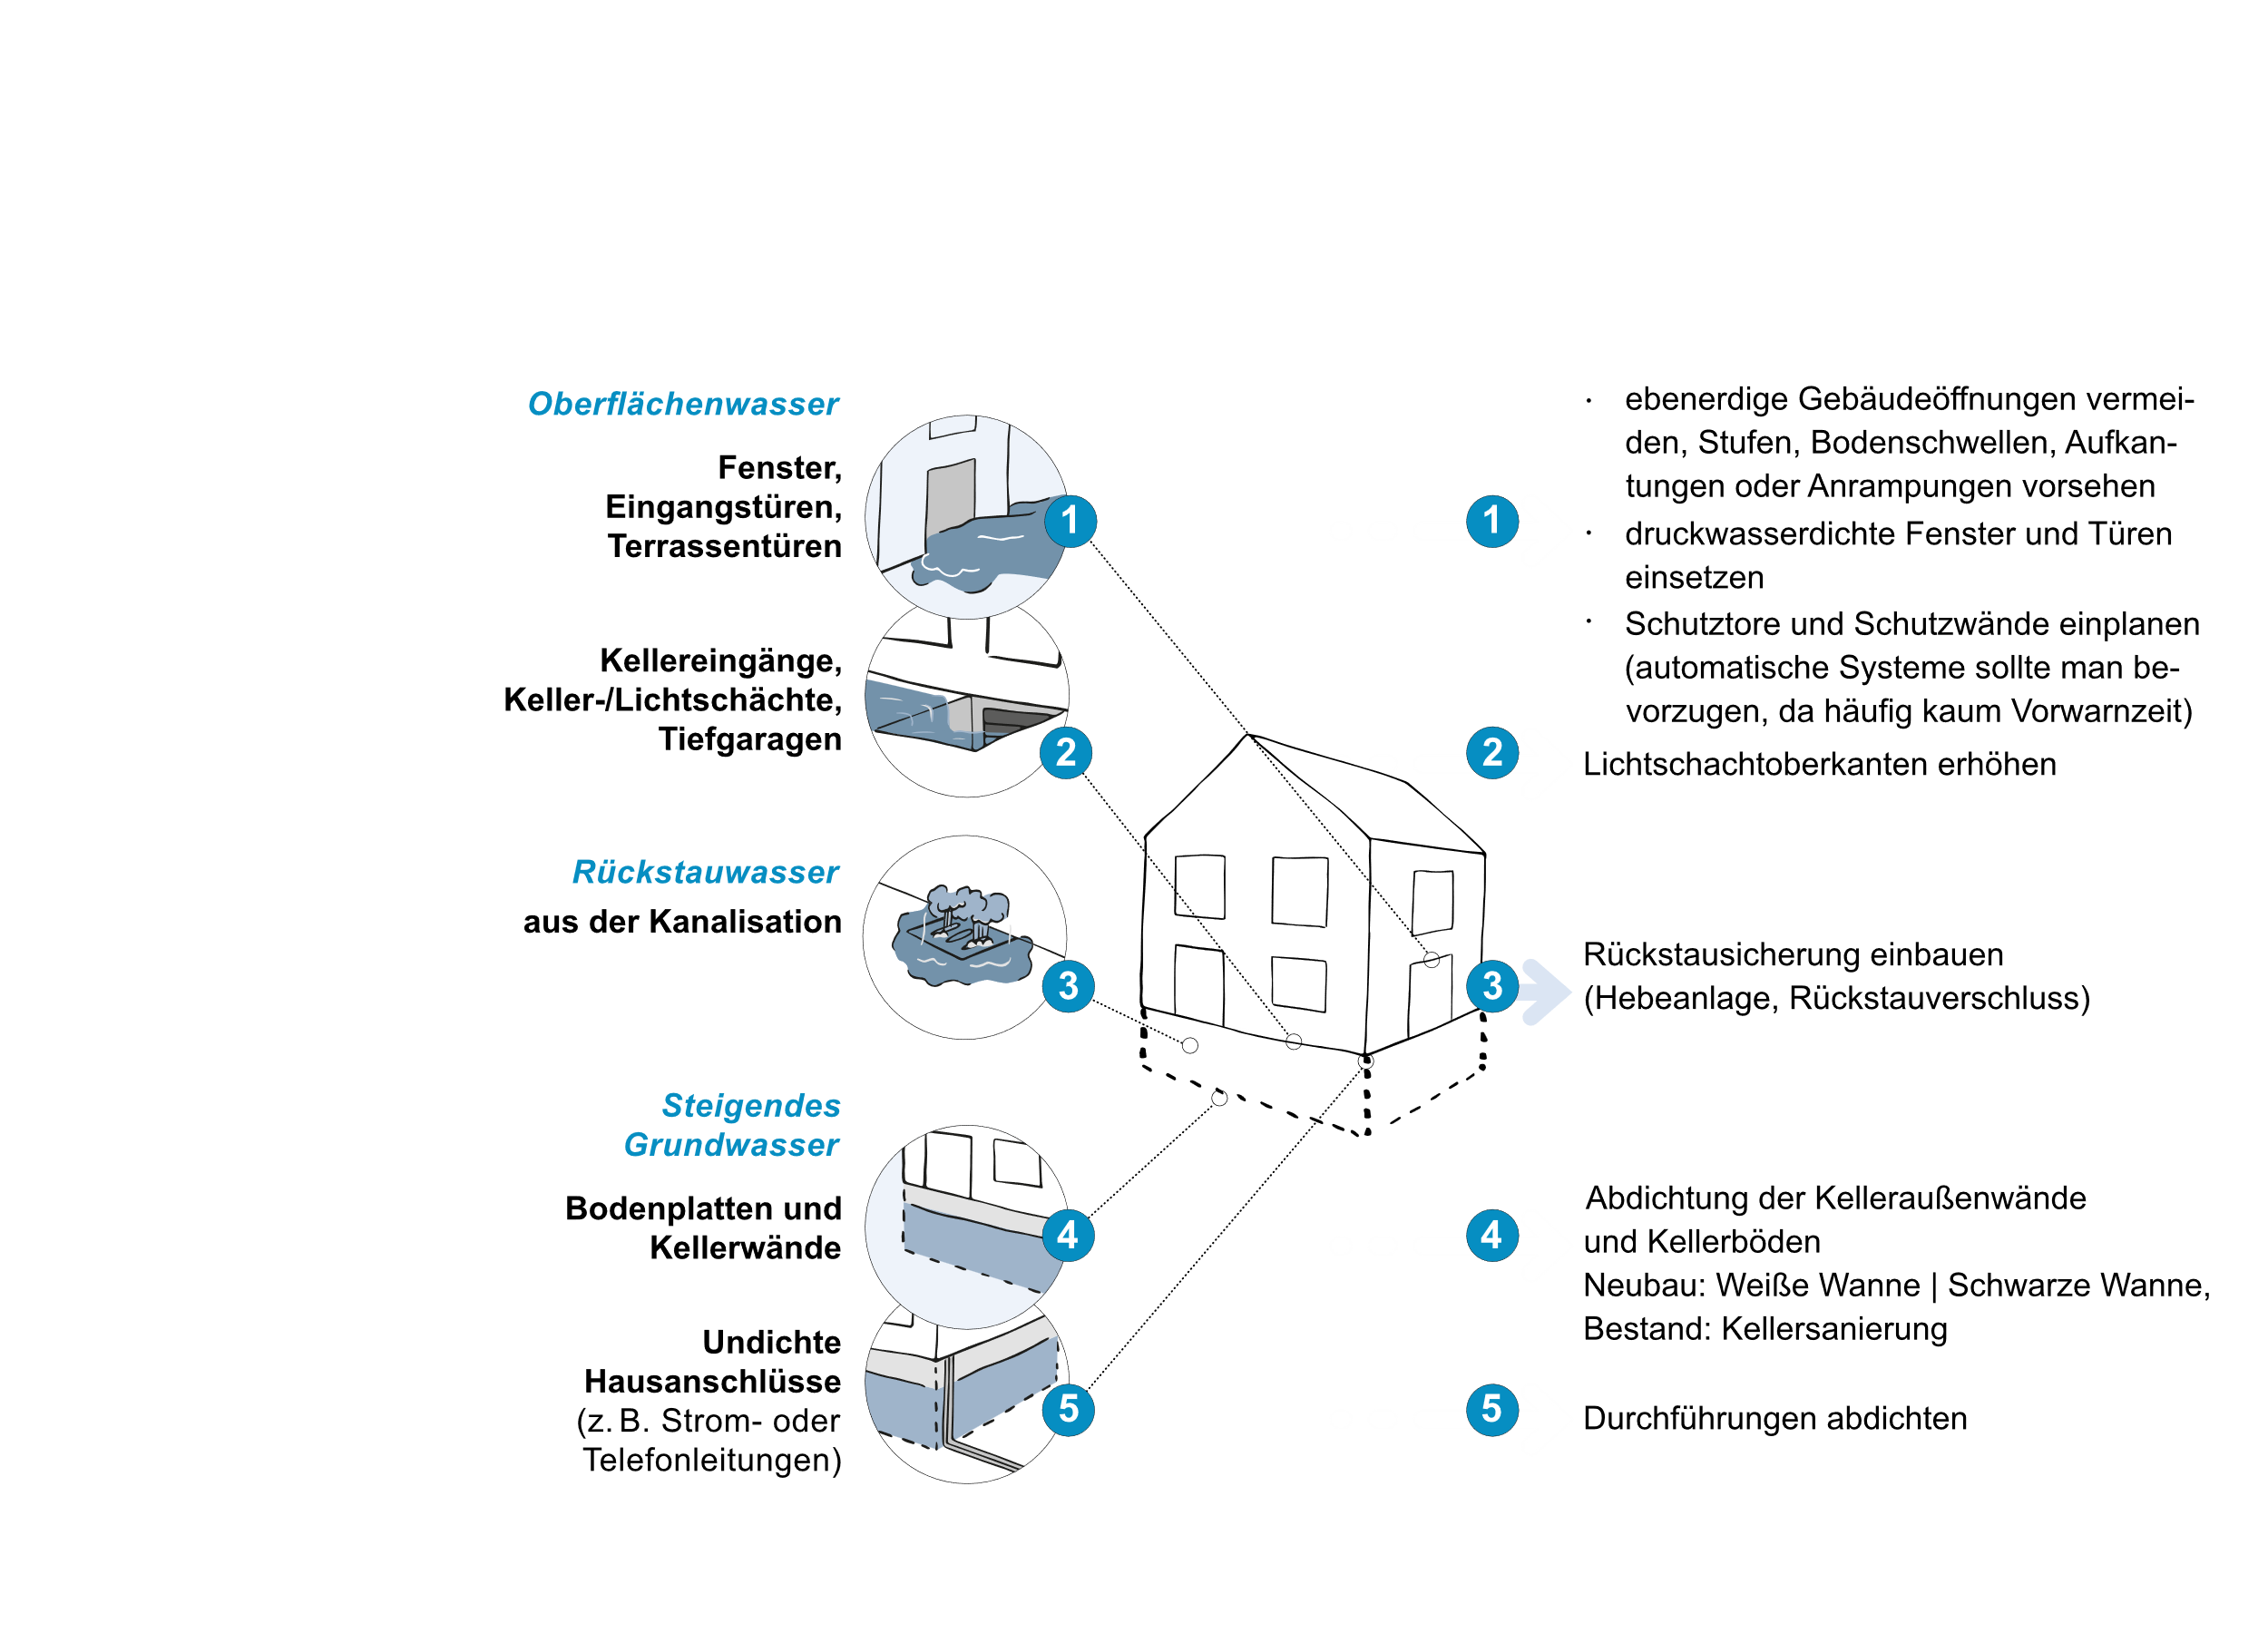 Oberflächenwasser
Fenster,
Eingangstüren,
Terrassentüren
1
Kellereingänge,
Keller-/Lichtschächte,
Tiefgaragen
2
Rückstauwasser
aus der Kanalisation
3
Steigendes
Grundwasser
Bodenplatten und
Kellerwände
4
Undichte
Hausanschlüsse
(z. B. Strom- oder
Telefonleitungen)
5
1
· ebenerdige Gebäudeöffnungen vermei-
den, Stufen, Bodenschwellen, Aufkan-
tungen oder Anrampungen vorsehen
· druckwasserdichte Fenster und Türen
einsetzen
· Schutztore und Schutzwände einplanen
(automatische Systeme sollte man be-
vorzugen, da häufig kaum Vorwarnzeit)
2
Lichtschachtoberkanten erhöhen
3
Rückstausicherung einbauen
(Hebeanlage, Rückstauverschluss)
4
Abdichtung der Kelleraußenwände
und Kellerböden
Neubau: Weiße Wanne | Schwarze Wanne,
Bestand: Kellersanierung
5
Durchführungen abdichten